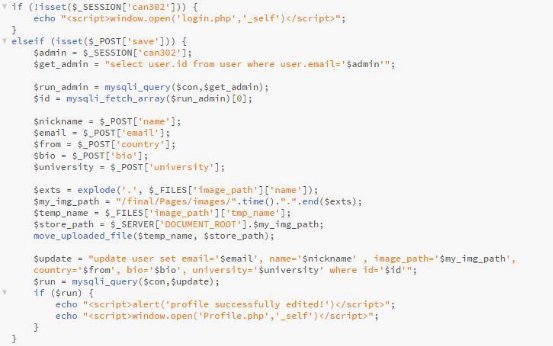 if (!isset($_SESSION['can302'])) {
echo "<script>window.open('login.php','_self')</script>";
}
elseif (isset($_POST['save'])) {
$admin = $_SESSION['can302'];
$get_admin = "select user.id from user where user.email='$admin'";
$run_admin = mysqli_query($con,$get_admin);
$id = mysqli_fetch_array($run_admin)[0];
$nickname = $_POST['name'];
$email = $_POST['email'];
$from = $_POST['country'];
$bio = $_POST['bio'];
$university = $_POST['university'];
$exts = explode('.', $_FILES['image_path']['name']);
$my_img_path = "/final/Pages/images/".time().".".end($exts);
$temp_name = $_FILES['image_path']['tmp_name'];
$store_path = $_SERVER['DOCUMENT_ROOT'].$my_img_path;
move_uploaded_file($temp_name, $store_path);
$update = "update user set email='$email', name='$nickname' , image_path='$my_img_path',
country='$from', bio='$bio', university='$university' where id='$id'";
$run = mysqli_query($con,$update);
if ($run) {
echo "<script>alert('profile successfully edited!')</script>";
echo "<script>window.open('Profile.php','_self')</script>";
}
}